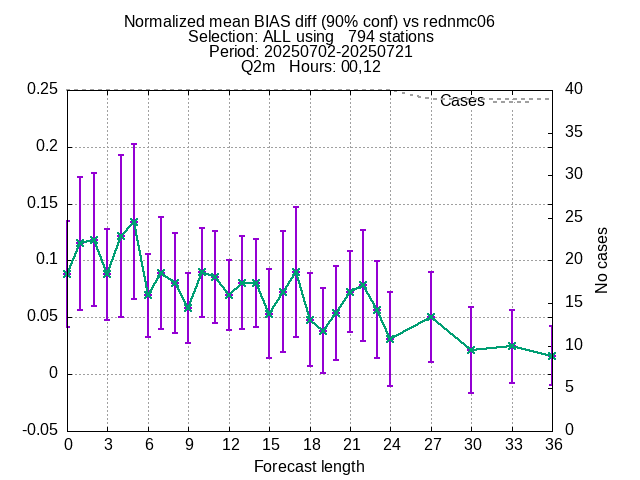 Normalized mean BIAS diff (90% conf) vs rednmc06
Selection: ALL using   794 stations
Period: 20250702-20250721
Q2m   Hours: 00,12
0.25
0.2
0.15
0.1
0.05
0
-0.05
Cases
40
35
30
25
20
15
10
5
0
No cases
0 3 6 9 12 15 18 21 24 27 30 33 36
Forecast length